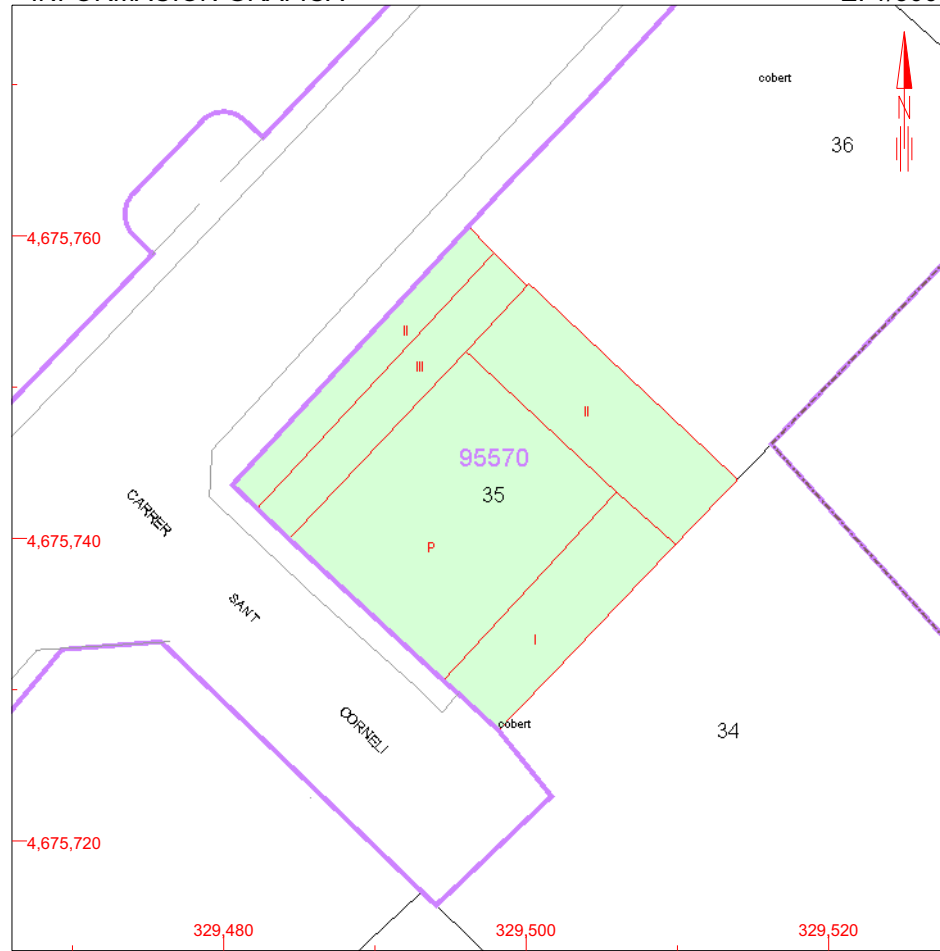 cobert
36
N
4,675,760
II
III
II
95570
35
CARRER
4,675,740
P
SANT
I
CORNELI
cobert
34
4,675,720
329,480
329,500
329,520